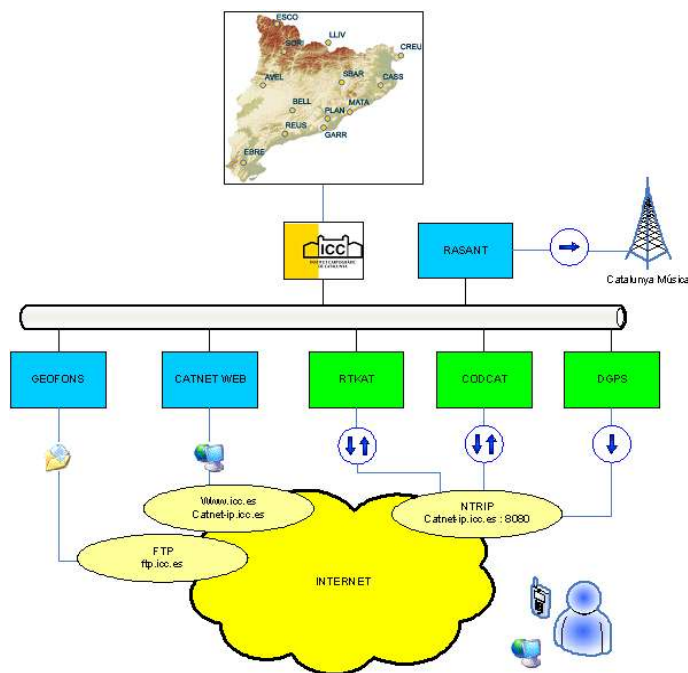 ESCO
SORI
LLIV
CREU
AVEL
SBAR
CASS
BELL
MATA
PLAN
REUS
GARR
EBRE
ICC
RASANT
Catalunya Música
GEOFONS
CATNET WEB
RTKAT
CODCAT
DGPS
Www.icc.es
Catnet-ip.icc.es
NTRIP
Catnet-ip.icc.es : 8080
FTP
ftp.icc.es
INTERNET